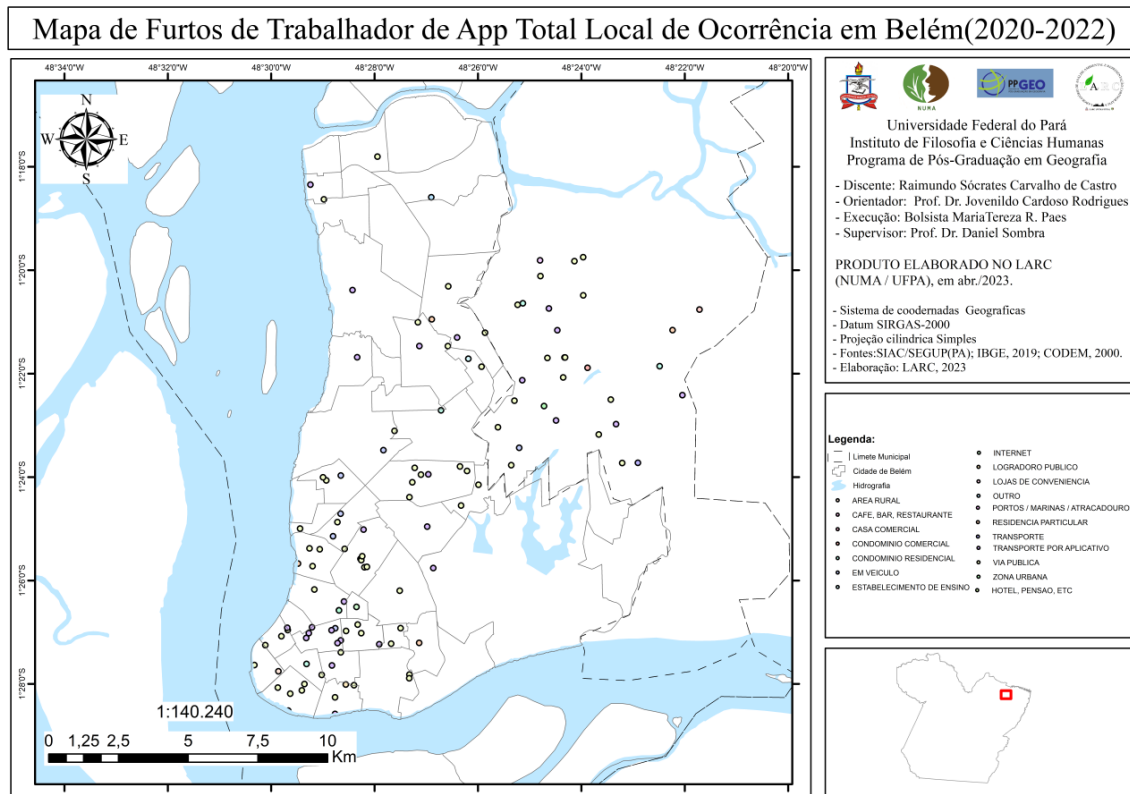 Mapa de Furtos de Trabalhador de App Total Local de Ocorrência em Belém(2020-2022)
48°34'0"W 48°32'0"W 48°30'0"W 48°28'0"W 48°26'0"W 48°24'0"W 48°22'0"W 48°20'0"W
N
W E
S
1°18'0"S
1°20'0"S
1°22'0"S
1°24'0"S
1°26'0"S
1°28'0"S
1:140.240
0 1,25 2,5 5 7,5 10
Km
NUMA
PPGEO
LARC
Universidade Federal do Pará
Instituto de Filosofia e Ciências Humanas
Programa de Pós-Graduação em Geografia
- Discente: Raimundo Sócrates Carvalho de Castro
- Orientador: Prof. Dr. Jovenildo Cardoso Rodrigues
- Execução: Bolsista MariaTereza R. Paes
- Supervisor: Prof. Dr. Daniel Sombra
PRODUTO ELABORADO NO LARC
(NUMA / UFPA), em abr./2023.
- Sistema de coodernadas Geograficas
- Datum SIRGAS-2000
- Projeção cilindrica Simples
- Fontes:SIAC/SEGUP(PA); IBGE, 2019; CODEM, 2000.
- Elaboração: LARC, 2023
Legenda:
Limete Municipal
Cidade de Belém
Hidrografia
AREA RURAL
CAFE, BAR, RESTAURANTE
CASA COMERCIAL
CONDOMINIO COMERCIAL
CONDOMINIO RESIDENCIAL
EM VEICULO
ESTABELECIMENTO DE ENSINO
INTERNET
LOGRADORO PUBLICO
LOJAS DE CONVENIENCIA
OUTRO
PORTOS / MARINAS / ATRACADOURO
RESIDENCIA PARTICULAR
TRANSPORTE
TRANSPORTE POR APLICATIVO
VIA PUBLICA
ZONA URBANA
HOTEL, PENSAO, ETC